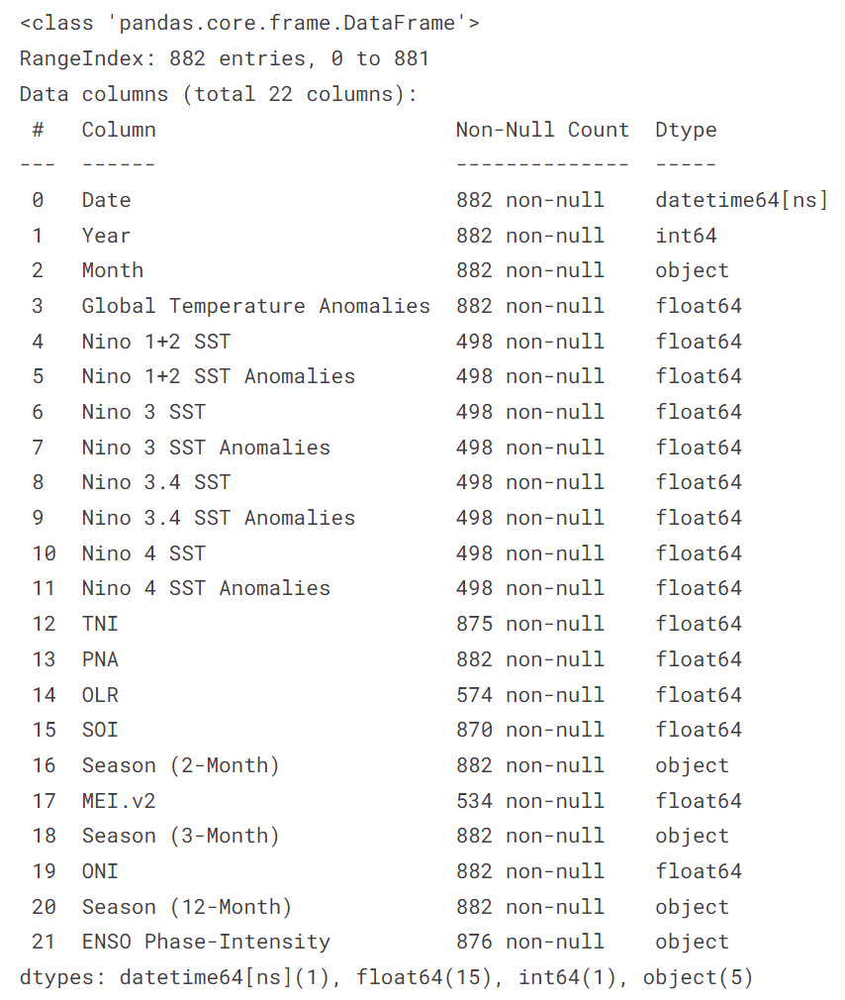 <class 'pandas.core.frame.DataFrame'>
RangeIndex: 882 entries, 0 to 881
Data columns (total 22 columns):
 #   Column                        Non-Null Count  Dtype
---  ------                        --------------  -----
 0   Date                          882 non-null    datetime64[ns]
 1   Year                          882 non-null    int64
 2   Month                         882 non-null    object
 3   Global Temperature Anomalies  882 non-null    float64
 4   Nino 1+2 SST                  498 non-null    float64
 5   Nino 1+2 SST Anomalies        498 non-null    float64
 6   Nino 3 SST                    498 non-null    float64
 7   Nino 3 SST Anomalies          498 non-null    float64
 8   Nino 3.4 SST                  498 non-null    float64
 9   Nino 3.4 SST Anomalies        498 non-null    float64
 10  Nino 4 SST                    498 non-null    float64
 11  Nino 4 SST Anomalies          498 non-null    float64
 12  TNI                           875 non-null    float64
 13  PNA                           882 non-null    float64
 14  OLR                           574 non-null    float64
 15  SOI                           870 non-null    float64
 16  Season (2-Month)              882 non-null    object
 17  MEI.v2                        534 non-null    float64
 18  Season (3-Month)              882 non-null    object
 19  ONI                           882 non-null    float64
 20  Season (12-Month)             882 non-null    object
 21  ENSO Phase-Intensity          876 non-null    object
dtypes: datetime64[ns](1), float64(15), int64(1), object(5)